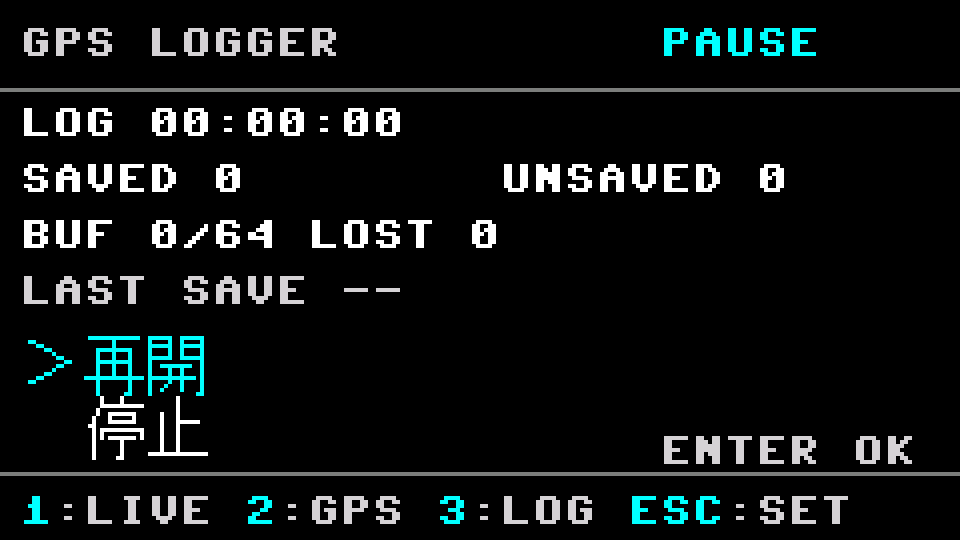 GPS LOGGER PAUSE
LOG 00:00:00
SAVED 0 UNSAVED 0
BUF 0/64 LOST 0
LAST SAVE --
>再開
停止
ENTER OK
1:LIVE 2:GPS 3:LOG ESC:SET